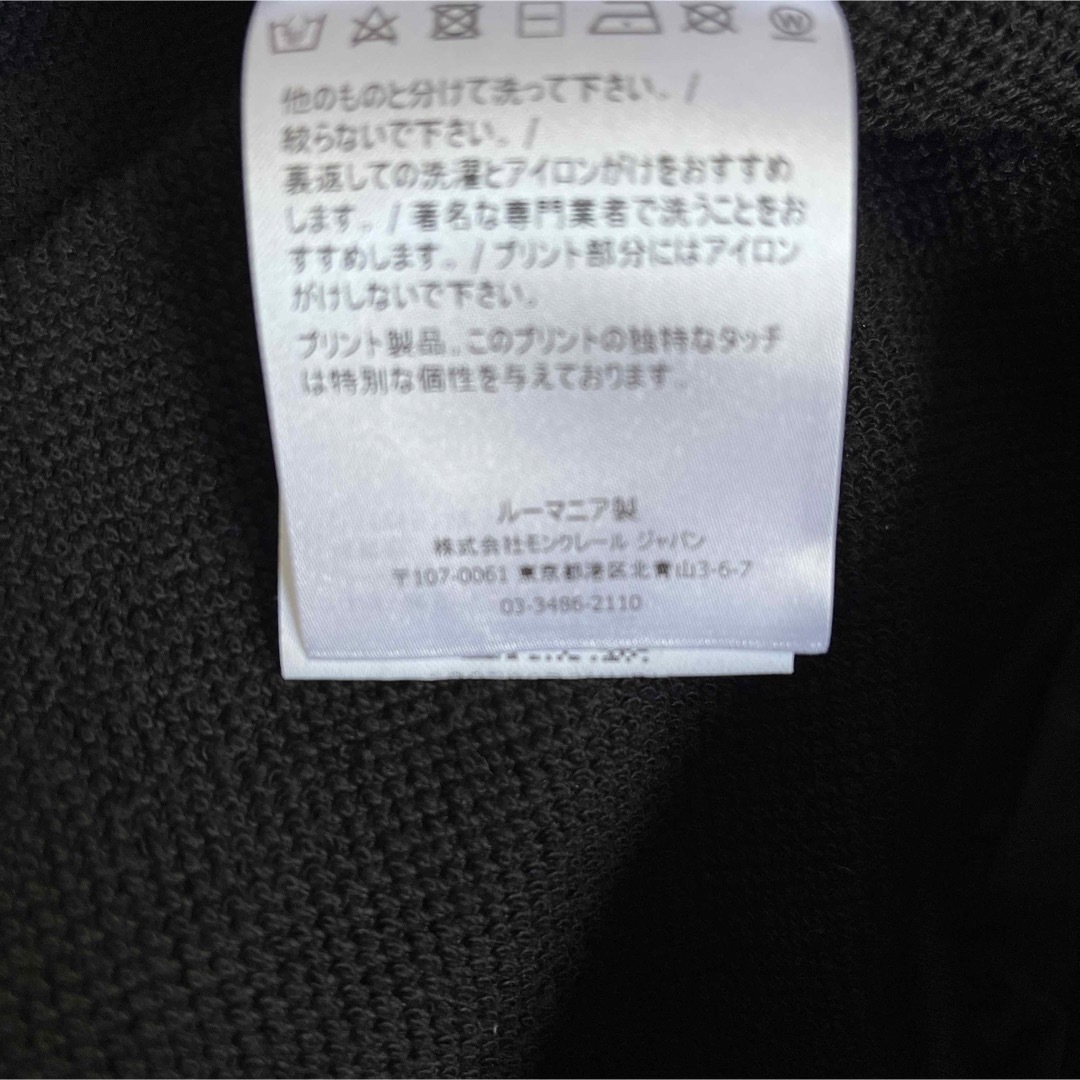 他のものと分けて洗って下さい。/
絞らないで下さい。/
裏返しての洗濯とアイロンがけをおすすめ
します。/ 著名な専門業者で洗うことをお
すすめします。/ プリント部分にはアイロン
がけしないで下さい。
プリント製品。このプリントの独特なタッチ
は特別な個性を与えております。
ルーマニア製
株式会社モンクレール ジャパン
〒107-0061 東京都港区北青山3-6-7
03-3486-2110